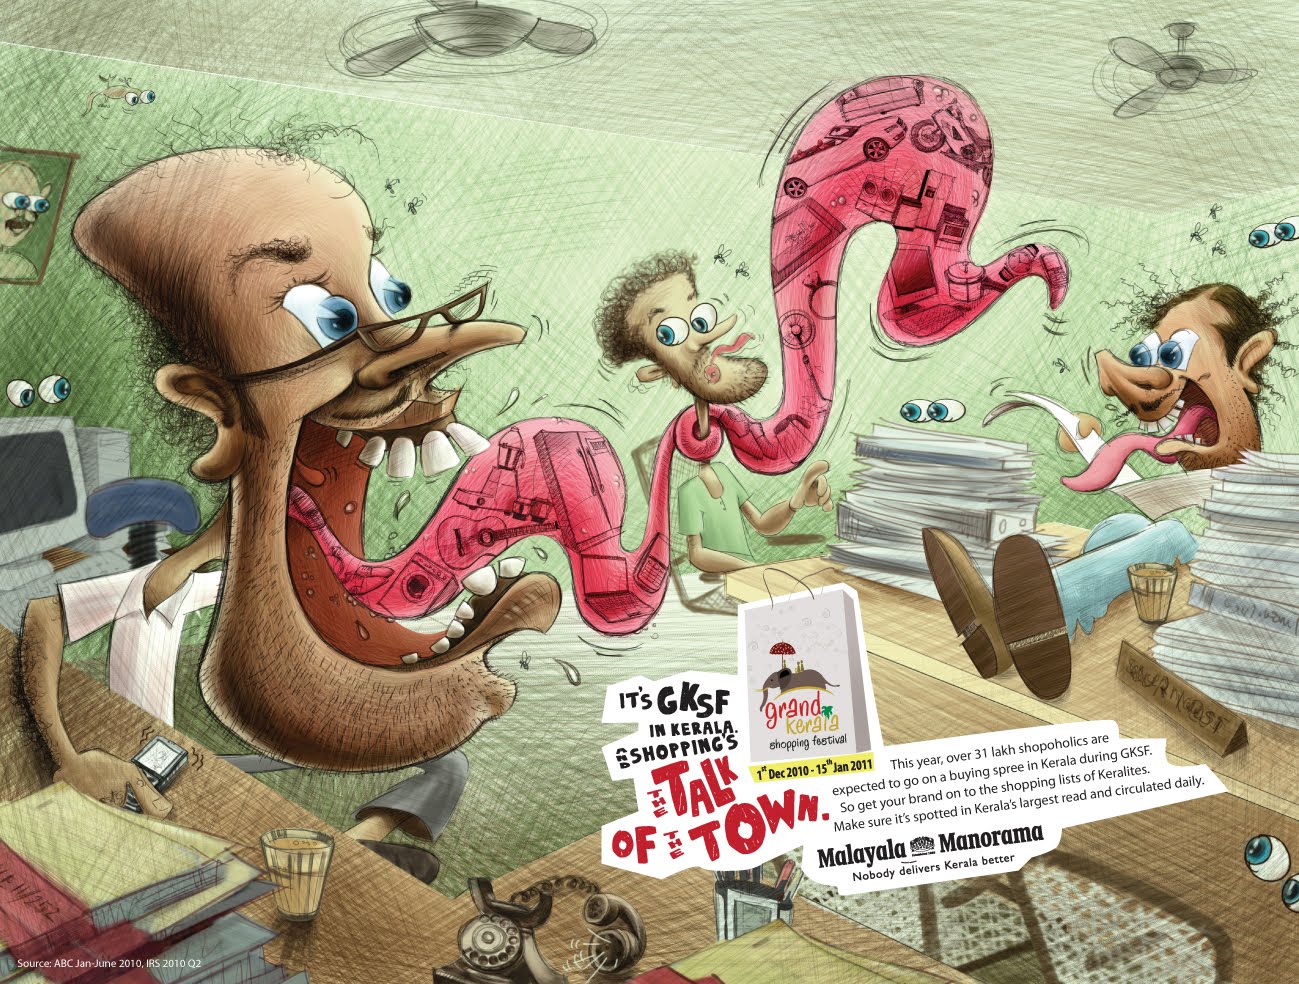 IT'S GKSF
IN KERALA.
AND SHOPPING'S
THE TALK
OF THE TOWN.
grand
kerala
shopping festival
1st Dec 2010 - 15th Jan 2011
This year, over 31 lakh shopoholics are
expected to go on a buying spree in Kerala during GKSF.
So get your brand on to the shopping lists of Keralites.
Make sure it's spotted in Kerala's largest read and circulated daily.
Malayala Manorama
Nobody delivers Kerala better
Source: ABC Jan-June 2010, IRS 2010 Q2